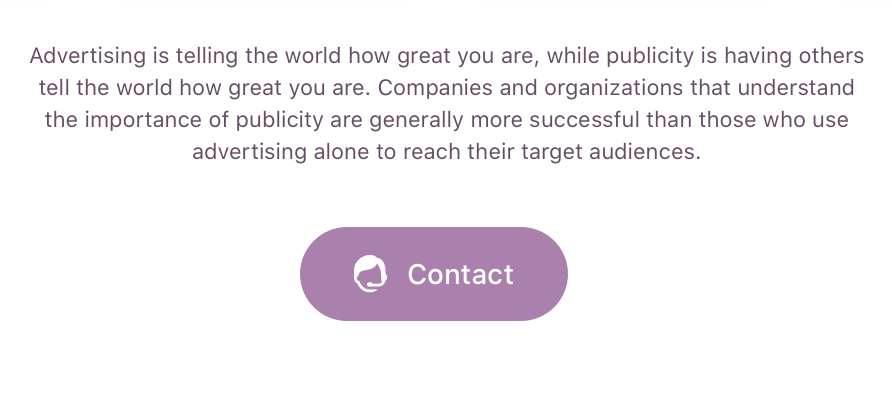 Advertising is telling the world how great you are, while publicity is having others
tell the world how great you are. Companies and organizations that understand
the importance of publicity are generally more successful than those who use
advertising alone to reach their target audiences.
Contact